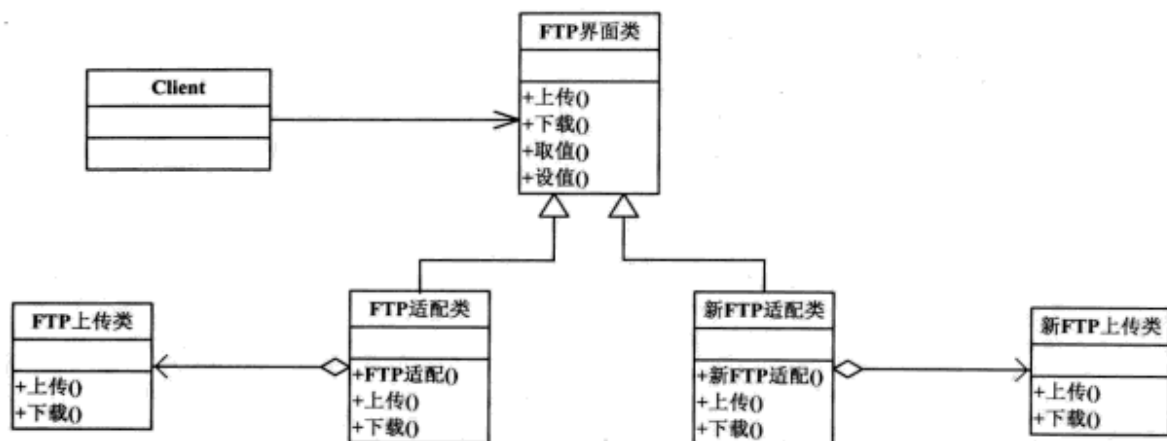 FTP界面类
+上传()
+下载()
+取值()
+设值()
Client
FTP上传类
+上传()
+下载()
FTP适配类
+FTP适配()
+上传()
+下载()
新FTP适配类
+新FTP适配()
+上传()
+下载()
新FTP上传类
+上传()
+下载()